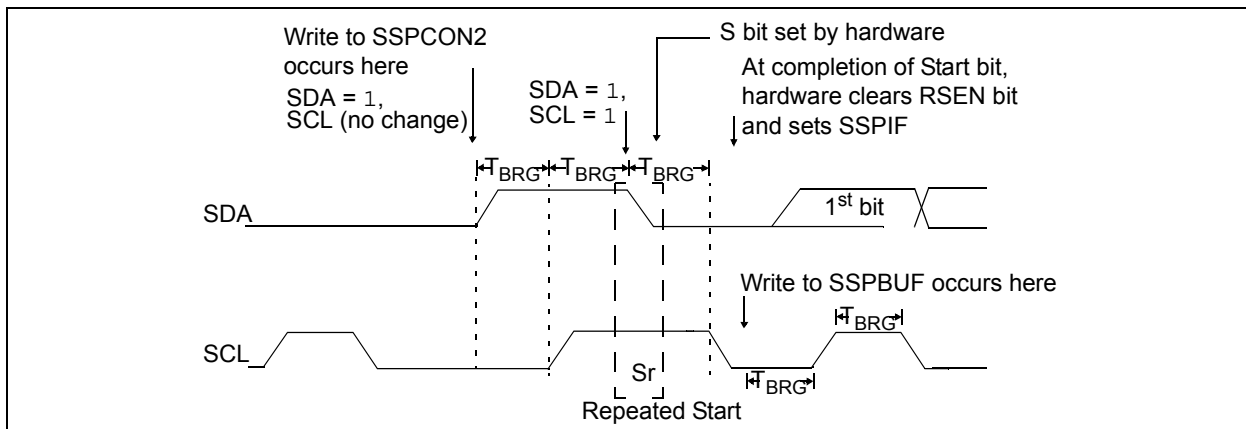 Write to SSPCON2
occurs here
SDA = 1,
SCL (no change)
SDA = 1,
SCL = 1
S bit set by hardware
At completion of Start bit,
hardware clears RSEN bit
and sets SSPIF
TBRG
TBRG
TBRG
SDA
1st bit
Write to SSPBUF occurs here
TBRG
SCL
Sr
TBRG
Repeated Start